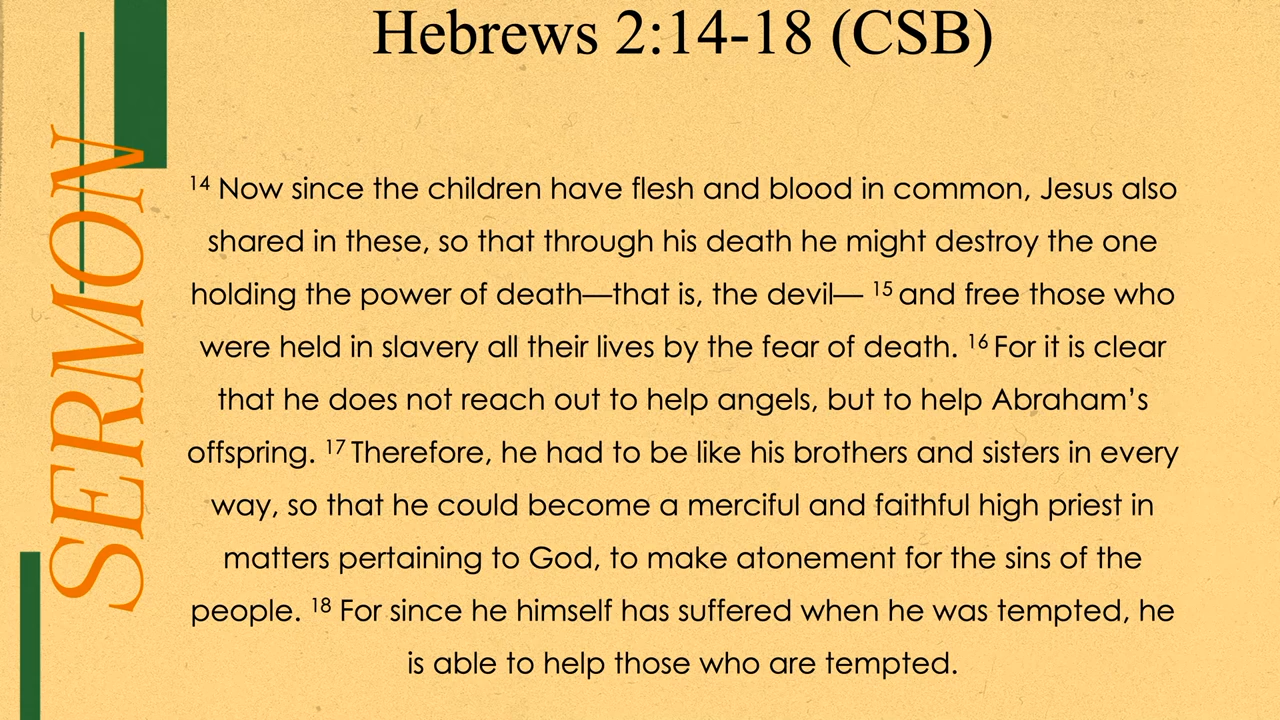 Hebrews 2:14-18 (CSB)
SERMON
14 Now since the children have flesh and blood in common, Jesus also
shared in these, so that through his death he might destroy the one
holding the power of death—that is, the devil— 15 and free those who
were held in slavery all their lives by the fear of death. 16 For it is clear
that he does not reach out to help angels, but to help Abraham’s
offspring. 17 Therefore, he had to be like his brothers and sisters in every
way, so that he could become a merciful and faithful high priest in
matters pertaining to God, to make atonement for the sins of the
people. 18 For since he himself has suffered when he was tempted, he
is able to help those who are tempted.